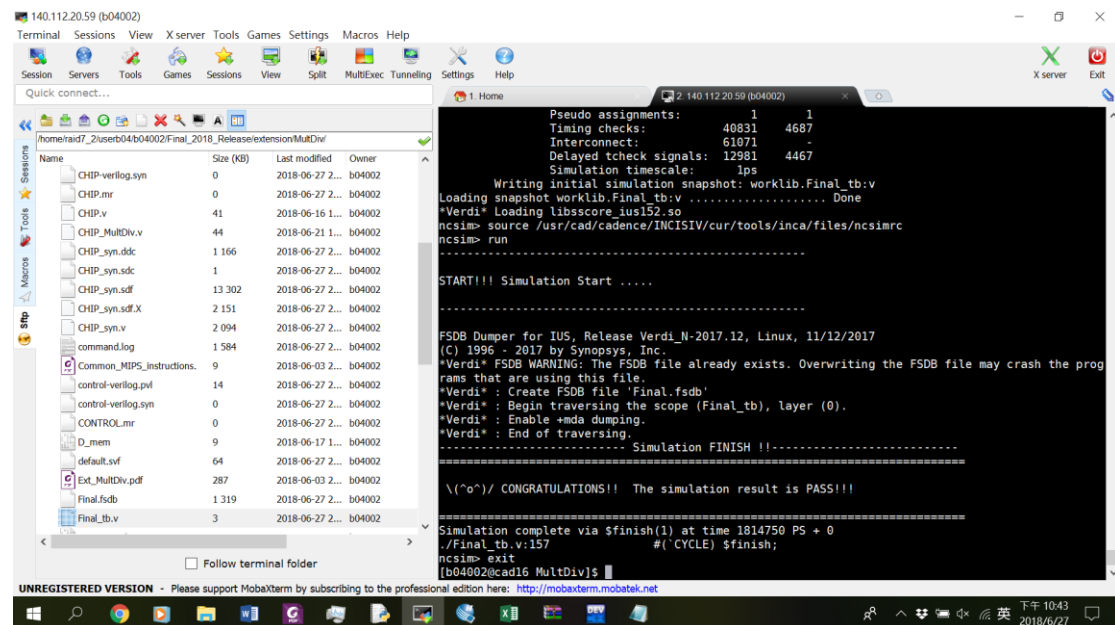 140.112.20.59 (b04002)
Terminal Sessions View X server Tools Games Settings Macros Help
Session Servers Tools Games Sessions View Split MultiExec Tunneling Settings Help X server Exit
Quick connect...
1. Home
2. 140.112.20.59 (b04002)
/home/raid7_2/userb04/b04002/Final_2018_Release/extension/MultDiv/
Sessions
Tools
Macros
Sftp
Name Size (KB) Last modified Owner
CHIP-verilog.syn 0 2018-06-27 2... b04002
CHIP.mr 0 2018-06-27 2... b04002
CHIP.v 41 2018-06-16 1... b04002
CHIP_MultDiv.v 44 2018-06-21 1... b04002
CHIP_syn.ddc 1 166 2018-06-27 2... b04002
CHIP_syn.sdc 1 2018-06-27 2... b04002
CHIP_syn.sdf 13 302 2018-06-27 2... b04002
CHIP_syn.sdf.X 2 151 2018-06-27 2... b04002
CHIP_syn.v 2 094 2018-06-27 2... b04002
command.log 1 584 2018-06-27 2... b04002
Common_MIPS_instructions. 9 2018-06-03 2... b04002
control-verilog.pvl 14 2018-06-27 2... b04002
control-verilog.syn 0 2018-06-27 2... b04002
CONTROL.mr 0 2018-06-27 2... b04002
D_mem 9 2018-06-17 1... b04002
default.svf 64 2018-06-27 2... b04002
Ext_MultDiv.pdf 287 2018-06-03 2... b04002
Final.fsdb 1 319 2018-06-27 2... b04002
Final_tb.v 3 2018-06-27 2... b04002
Follow terminal folder
Pseudo assignments: 1 1
Timing checks: 40831 4687
Interconnect: 61071 -
Delayed tcheck signals: 12981 4467
Simulation timescale: 1ps
Writing initial simulation snapshot: worklib.Final_tb:v
Loading snapshot worklib.Final_tb:v .................... Done
*Verdi* Loading libsscore_ius152.so
ncsim> source /usr/cad/cadence/INCISIV/cur/tools/inca/files/ncsimrc
ncsim> run
-----------------------------------------------------
START!!! Simulation Start .....
-----------------------------------------------------
FSDB Dumper for IUS, Release Verdi_N-2017.12, Linux, 11/12/2017
(C) 1996 - 2017 by Synopsys, Inc.
*Verdi* FSDB WARNING: The FSDB file already exists. Overwriting the FSDB file may crash the prog
rams that are using this file.
*Verdi* : Create FSDB file 'Final.fsdb'
*Verdi* : Begin traversing the scope (Final_tb), layer (0).
*Verdi* : Enable +mda dumping.
*Verdi* : End of traversing.
--------------------------- Simulation FINISH !!---------------------------
============================================================================
\(^o^)/ CONGRATULATIONS!! The simulation result is PASS!!!
============================================================================
Simulation complete via $finish(1) at time 1814750 PS + 0
./Final_tb.v:157 #(`CYCLE) $finish;
ncsim> exit
[b04002@cad16 MultDiv]$
UNREGISTERED VERSION - Please support MobaXterm by subscribing to the professional edition here: http://mobaxterm.mobatek.net
英 下午 10:43
2018/6/27